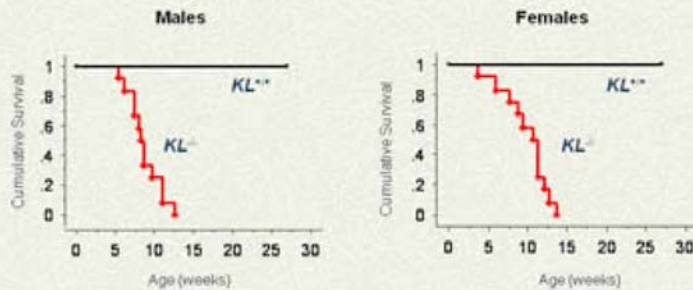 Males
Cumulative Survival
1
.8
.6
.4
.2
0
KL+/+
KL-/-
0 5 10 15 20 25 30
Age (weeks)
Females
Cumulative Survival
1
.8
.6
.4
.2
0
KL+/+
KL-/-
0 5 10 15 20 25 30
Age (weeks)